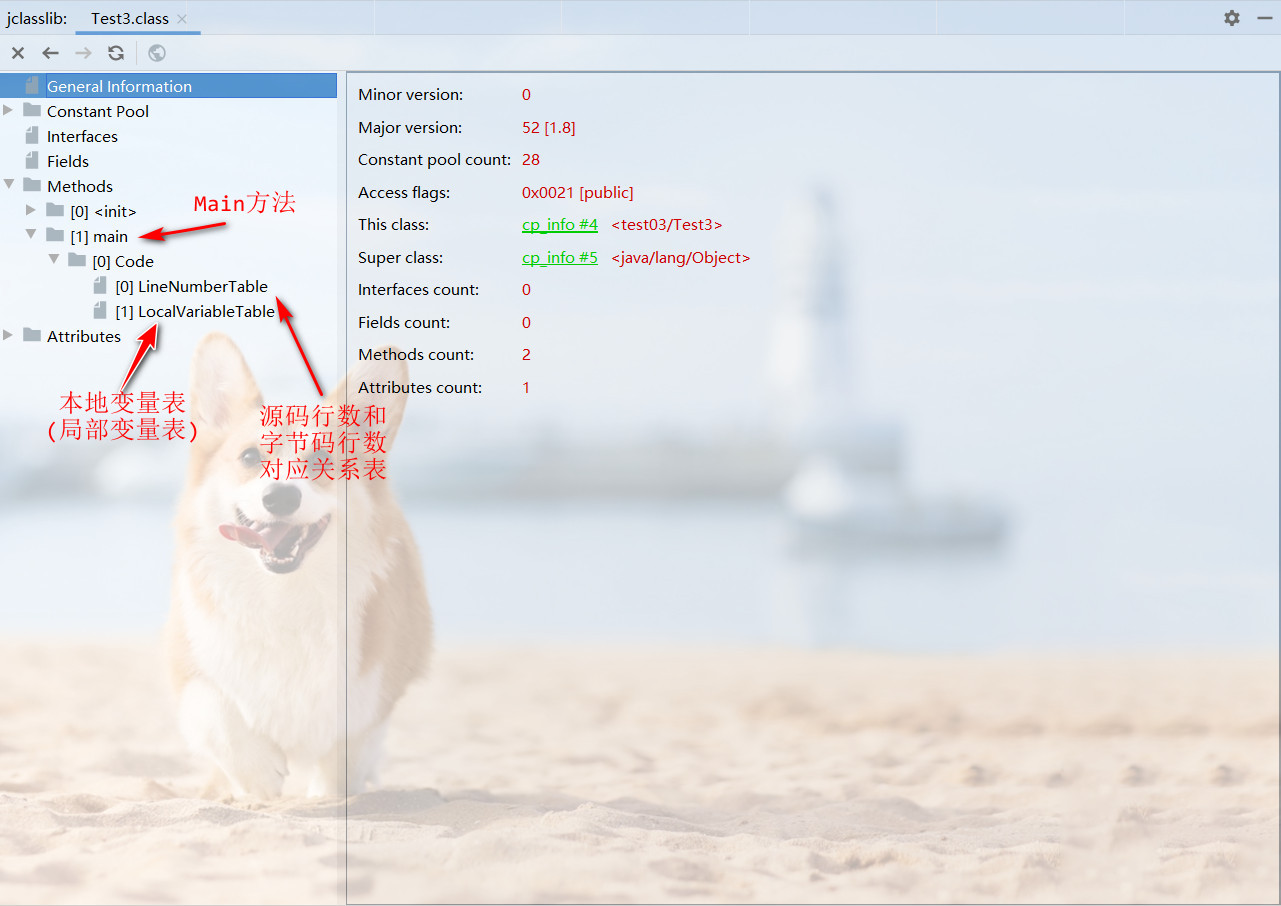 jclasslib: Test3.class
General Information
Constant Pool
Interfaces
Fields
Methods
[0] <init>
[1] main
[0] Code
[0] LineNumberTable
[1] LocalVariableTable
Attributes
Main方法
本地变量表
(局部变量表)
源码行数和
字节码行数
对应关系表
Minor version: 0
Major version: 52 [1.8]
Constant pool count: 28
Access flags: 0x0021 [public]
This class: cp_info #4 <test03/Test3>
Super class: cp_info #5 <java/lang/Object>
Interfaces count: 0
Fields count: 0
Methods count: 2
Attributes count: 1